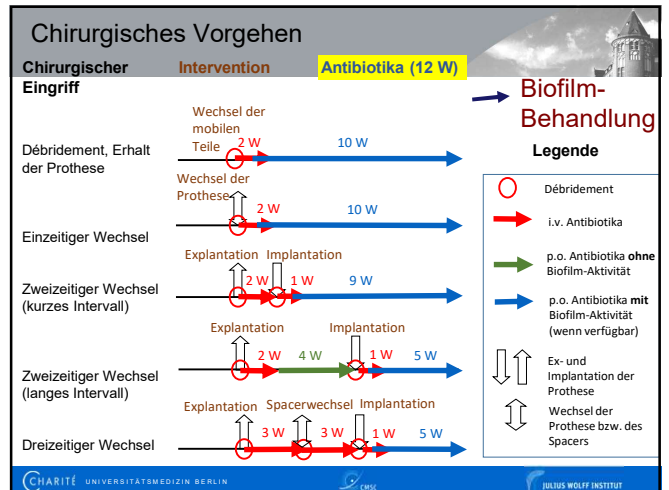 Chirurgisches Vorgehen
Chirurgischer
Eingriff
Intervention
Antibiotika (12 W)
Biofilm-
Behandlung
Débridement, Erhalt
der Prothese
Wechsel der
mobilen
Teile
2 W
10 W
Einzeitiger Wechsel
Wechsel der
Prothese
2 W
10 W
Zweizeitiger Wechsel
(kurzes Intervall)
Explantation
Implantation
2 W
1 W
9 W
Zweizeitiger Wechsel
(langes Intervall)
Explantation
Implantation
2 W
4 W
1 W
5 W
Dreizeitiger Wechsel
Explantation
Spacerwechsel
Implantation
3 W
3 W
1 W
5 W
Legende
Débridement
i.v. Antibiotika
p.o. Antibiotika ohne
Biofilm-Aktivität
p.o. Antibiotika mit
Biofilm-Aktivität
(wenn verfügbar)
Ex- und
Implantation der
Prothese
Wechsel der
Prothese bzw. des
Spacers
CHARITÉ UNIVERSITÄTSMEDIZIN BERLIN
CMSC
JULIUS WOLFF INSTITUT